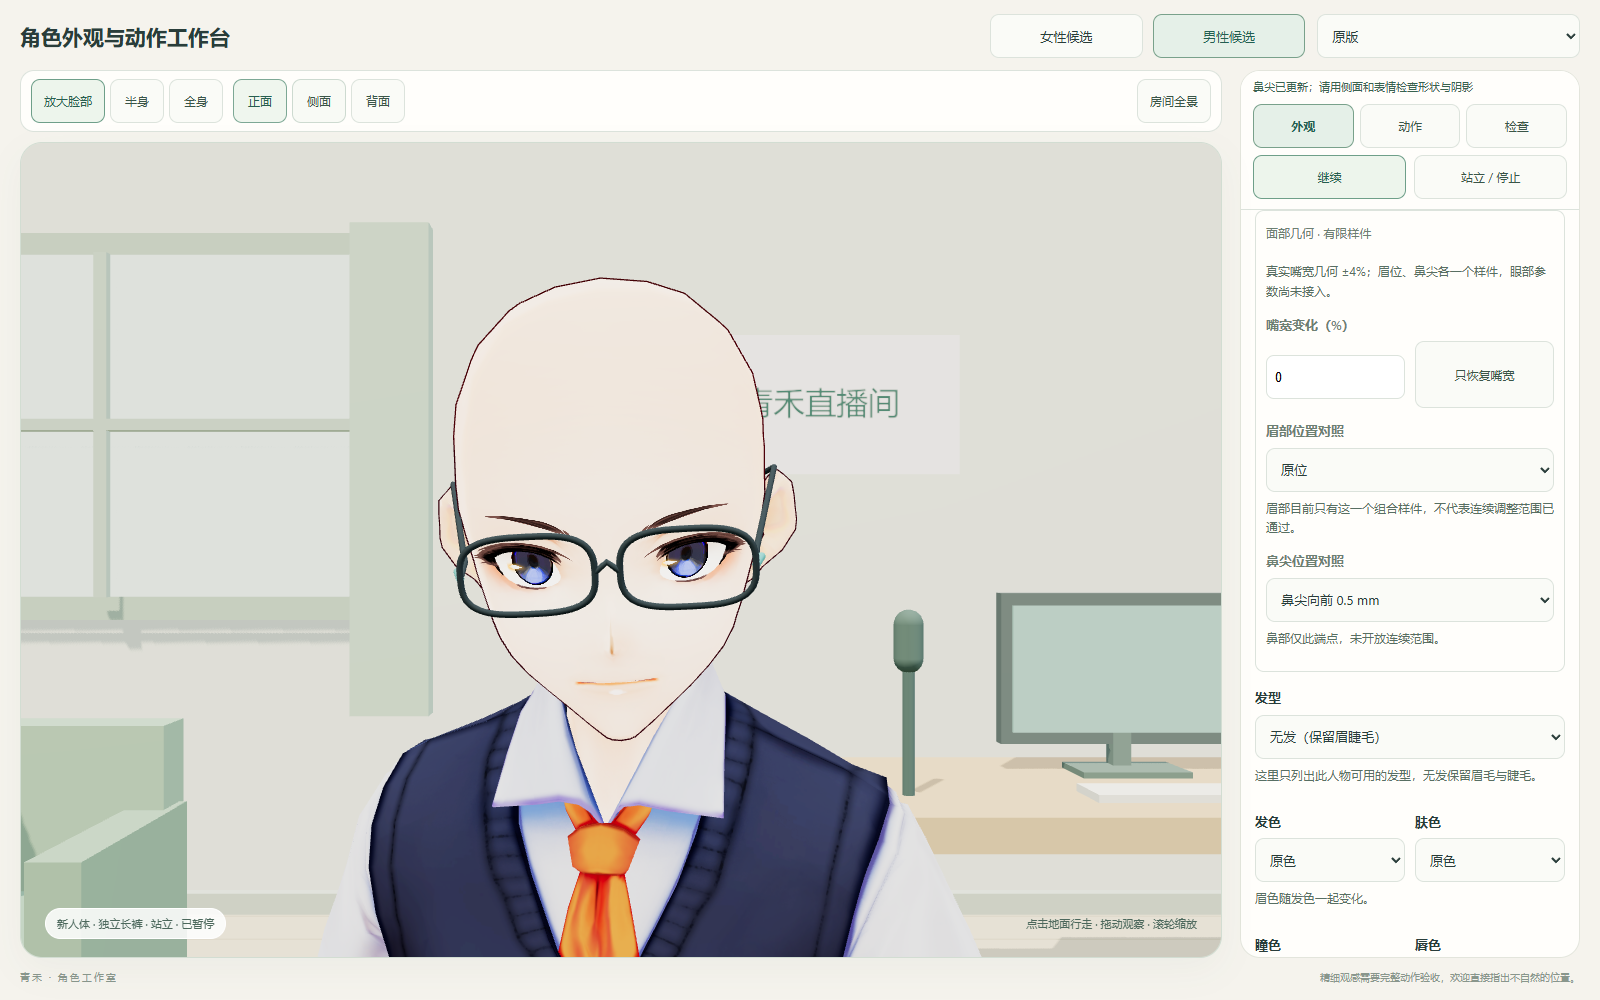 角色外观与动作工作台
女性候选
男性候选
原版
放大脸部
半身
全身
正面
侧面
背面
房间全景
鼻尖已更新；请用侧面和表情检查形状与阴影
外观
动作
检查
继续
站立 / 停止
面部几何 · 有限样件
真实嘴宽几何 ±4%；眉位、鼻尖各一个样件，眼部参
数尚未接入。
嘴宽变化（%）
0
只恢复嘴宽
眉部位置对照
原位
眉部目前只有这一个组合样件，不代表连续调整范围已
通过。
鼻尖位置对照
鼻尖向前 0.5 mm
鼻部仅此端点，未开放连续范围。
发型
无发（保留眉睫毛）
这里只列出此人物可用的发型，无发保留眉毛与睫毛。
发色
肤色
原色
原色
眉色随发色一起变化。
瞳色
唇色
青禾直播间
新人体 · 独立长裤 · 站立 · 已暂停
点击地面行走 · 拖动观察 · 滚轮缩放
青禾 · 角色工作室
精细观感需要完整动作验收，欢迎直接指出不自然的位置。